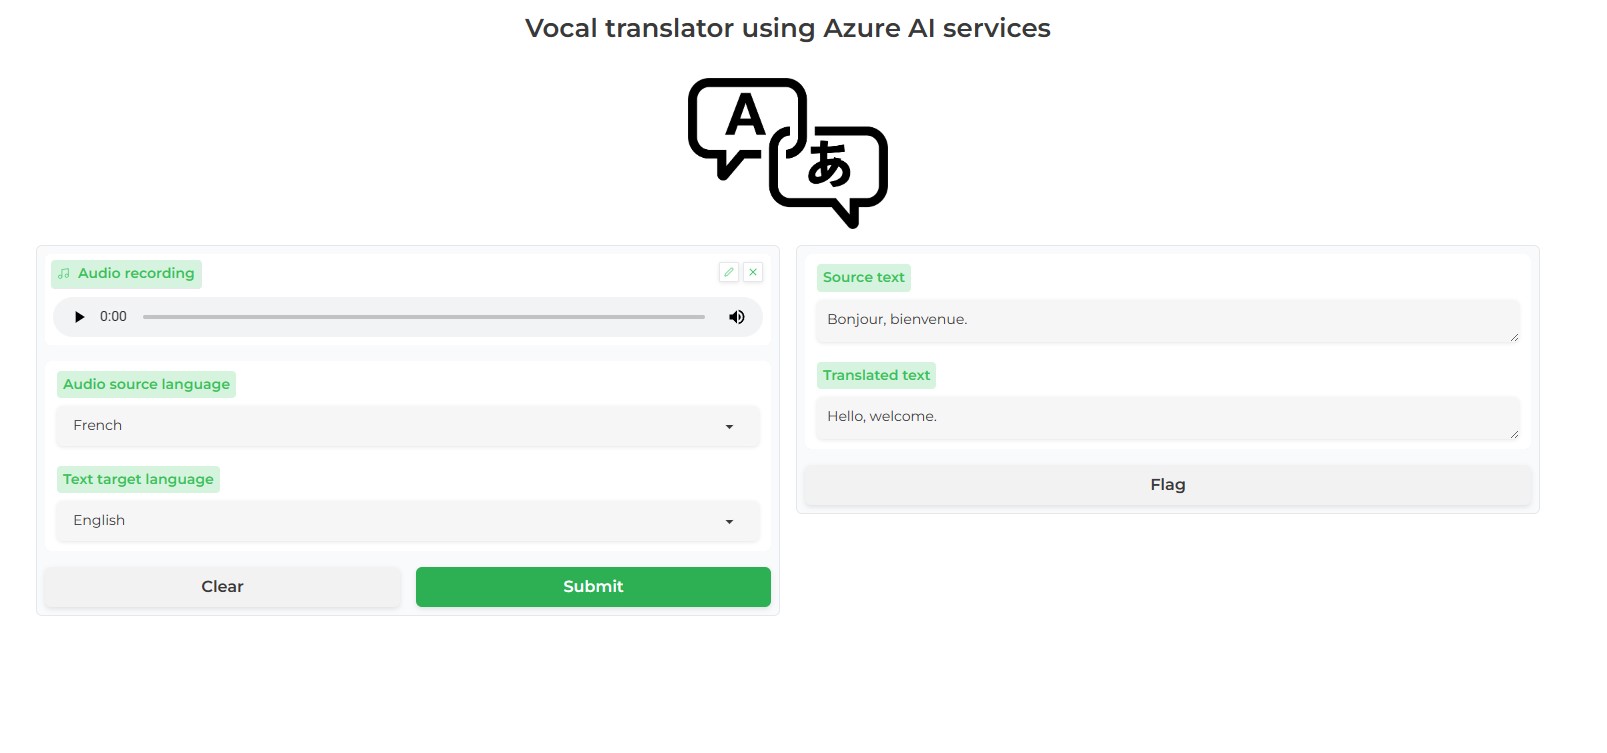 Vocal translator using Azure AI services
A
あ
Audio recording
0:00
Audio source language
French
Text target language
English
Clear
Submit
Source text
Bonjour, bienvenue.
Translated text
Hello, welcome.
Flag